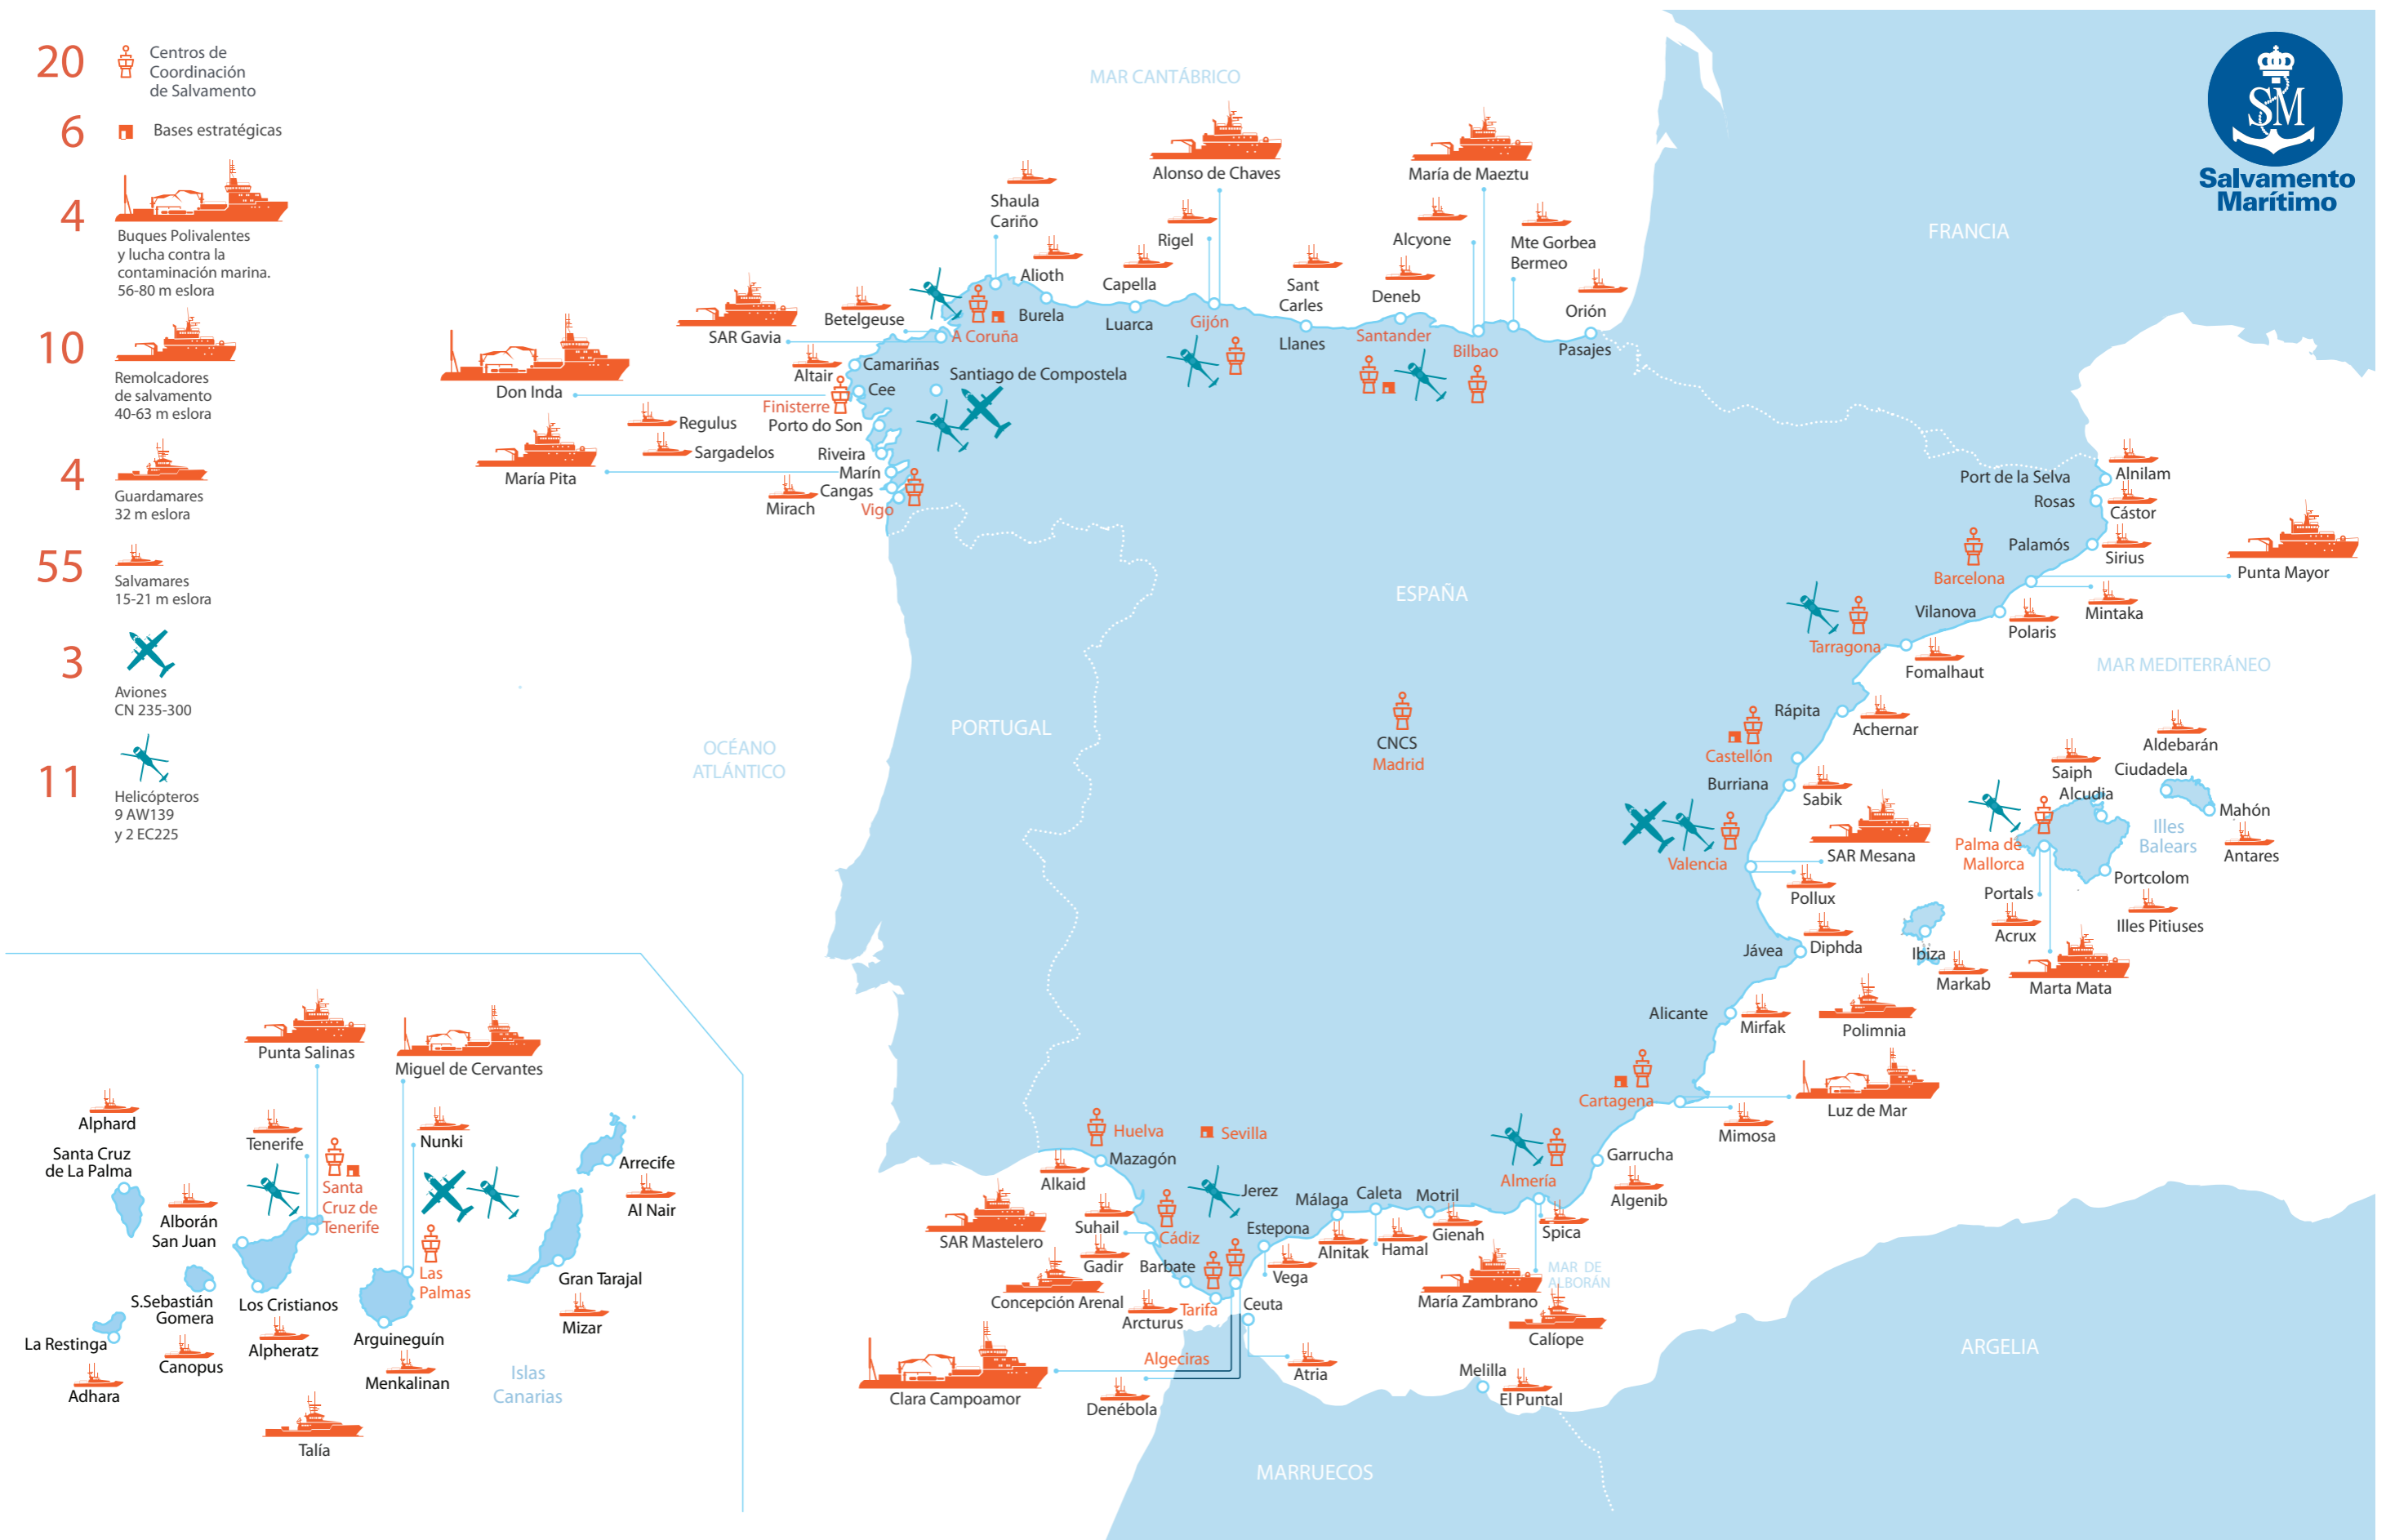 20
Centros de
Coordinación
de Salvamento
6
Bases estratégicas
4
Buques Polivalentes
y lucha contra la
contaminación marina.
56-80 m eslora
10
Remolcadores
de salvamento
40-63 m eslora
4
Guardamares
32 m eslora
55
Salvamares
15-21 m eslora
3
Aviones
CN 235-300
11
Helicópteros
9 AW139
y 2 EC225
SM
Salvamento
Marítimo
MAR CANTÁBRICO
FRANCIA
ESPAÑA
PORTUGAL
OCÉANO
ATLÁNTICO
MAR MEDITERRÁNEO
Alonso de Chaves
María de Maeztu
Shaula
Cariño
Rigel
Alcyone
Mte Gorbea
Bermeo
Alioth
Capella
Sant
Carles
Deneb
Orión
Betelgeuse
SAR Gavia
A Coruña
Burela
Luarca
Gijón
Llanes
Santander
Bilbao
Pasajes
Altair
Camariñas
Don Inda
Cee
Santiago de Compostela
Finisterre
Regulus
Porto do Son
Sargadelos
Riveira
María Pita
Marín
Mirach
Cangas
Vigo
Port de la Selva
Alnilam
Rosas
Cástor
Palamós
Sirius
Punta Mayor
Barcelona
Mintaka
Vilanova
Polaris
Tarragona
Fomalhaut
Rápita
Achernar
CNCS
Madrid
Castellón
Burriana
Sabik
SAR Mesana
Valencia
Pollux
Aldebarán
Saiph
Ciudadela
Alcudia
Mahón
Illes
Balears
Antares
Palma de
Mallorca
Portals
Portcolom
Acrux
Illes Pitiuses
Ibiza
Markab
Marta Mata
Jávea
Diphda
Alicante
Mirfak
Polimnia
Cartagena
Luz de Mar
Mimosa
Garrucha
Algenib
Almería
Spica
Huelva
Sevilla
Mazagón
Alkaid
Jerez
Málaga
Caleta
Motril
Suhail
Cádiz
Estepona
SAR Mastelero
Gadir
Barbate
Alnitak
Hamal
Gienah
Vega
Concepción Arenal
Arcturus
Tarifa
Ceuta
María Zambrano
MAR DE
ALBORÁN
Calíope
Algeciras
Clara Campoamor
Denébola
Atria
Melilla
El Puntal
ARGELIA
MARRUECOS
Punta Salinas
Miguel de Cervantes
Alphard
Tenerife
Nunki
Santa Cruz
de La Palma
Santa
Cruz de
Tenerife
Arrecife
Al Nair
Alborán
San Juan
Las
Palmas
Gran Tarajal
S.Sebastián
Gomera
Los Cristianos
Mizar
La Restinga
Canopus
Alpheratz
Arguineguín
Adhara
Menkalinan
Islas
Canarias
Talía